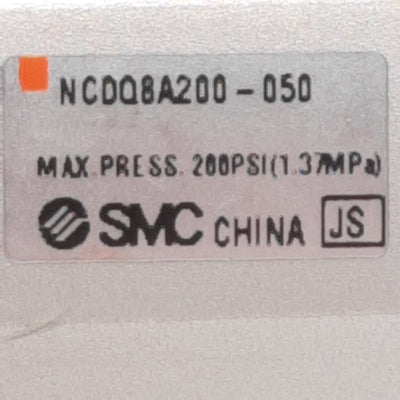 NCDQ8A200-050
MAX.PRESS. 200PSI(1.37MPa)
SMC CHINA JS